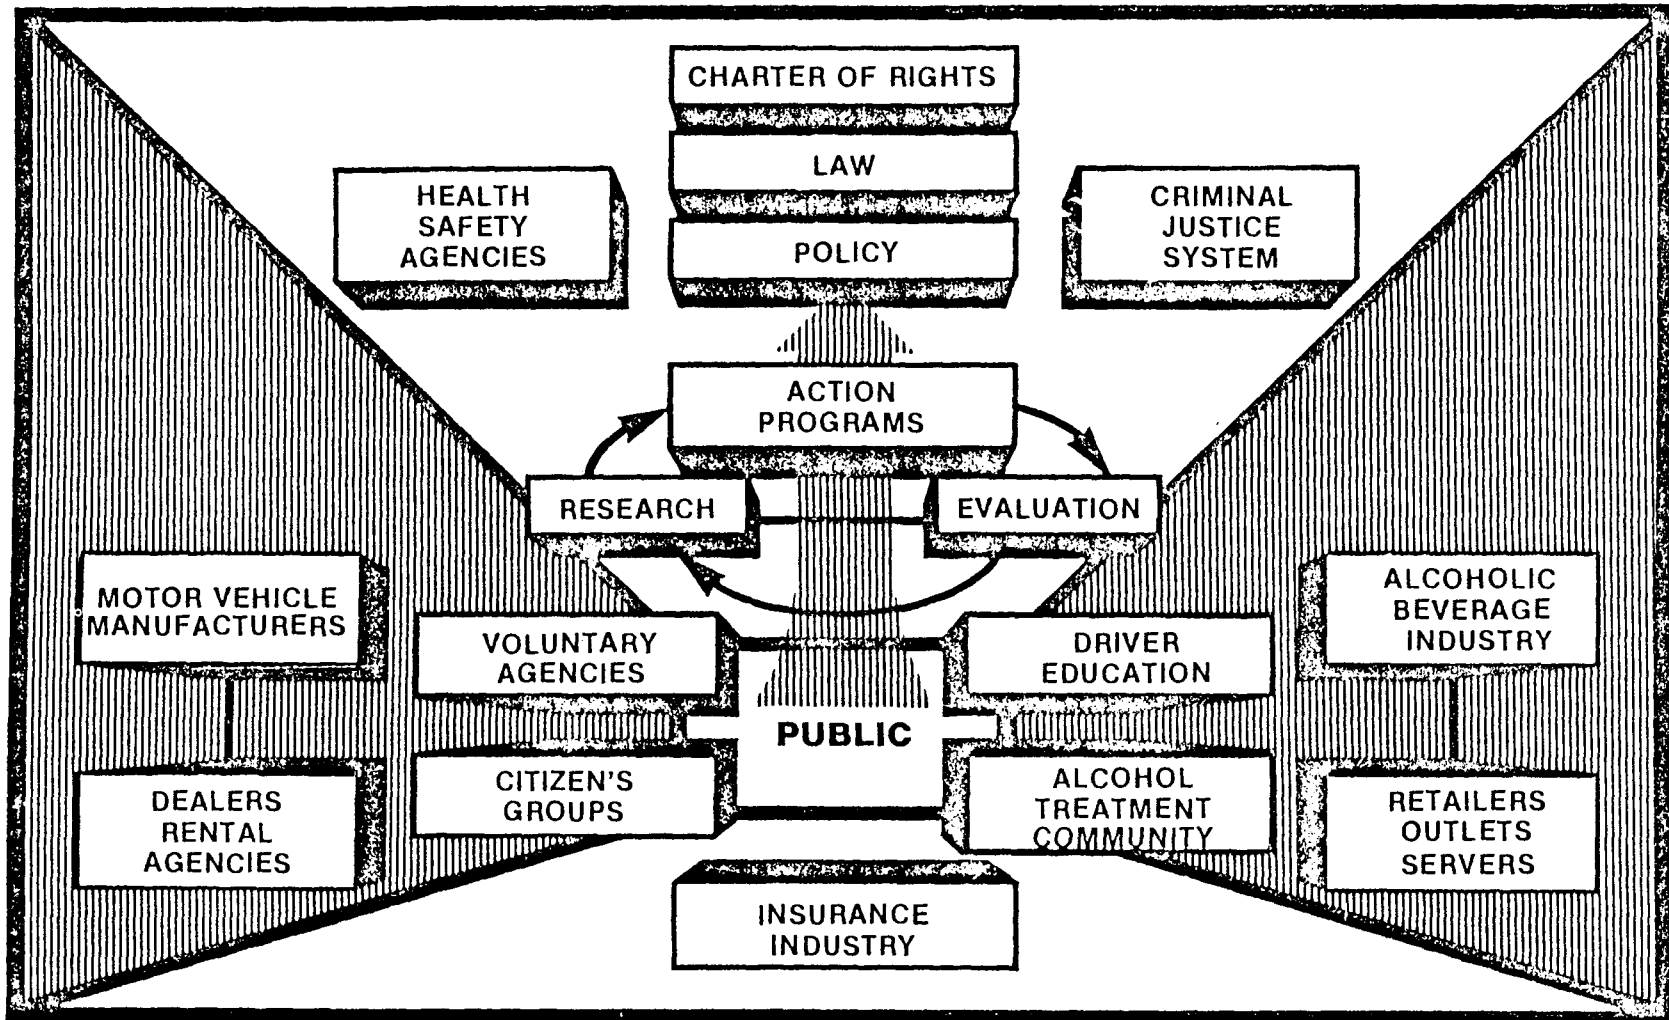 CHARTER OF RIGHTS
LAW
POLICY
HEALTH
SAFETY
AGENCIES
CRIMINAL
JUSTICE
SYSTEM
ACTION
PROGRAMS
RESEARCH
EVALUATION
MOTOR VEHICLE
MANUFACTURERS
VOLUNTARY
AGENCIES
DRIVER
EDUCATION
ALCOHOLIC
BEVERAGE
INDUSTRY
PUBLIC
DEALERS
RENTAL
AGENCIES
CITIZEN'S
GROUPS
ALCOHOL
TREATMENT
COMMUNITY
RETAILERS
OUTLETS
SERVERS
INSURANCE
INDUSTRY